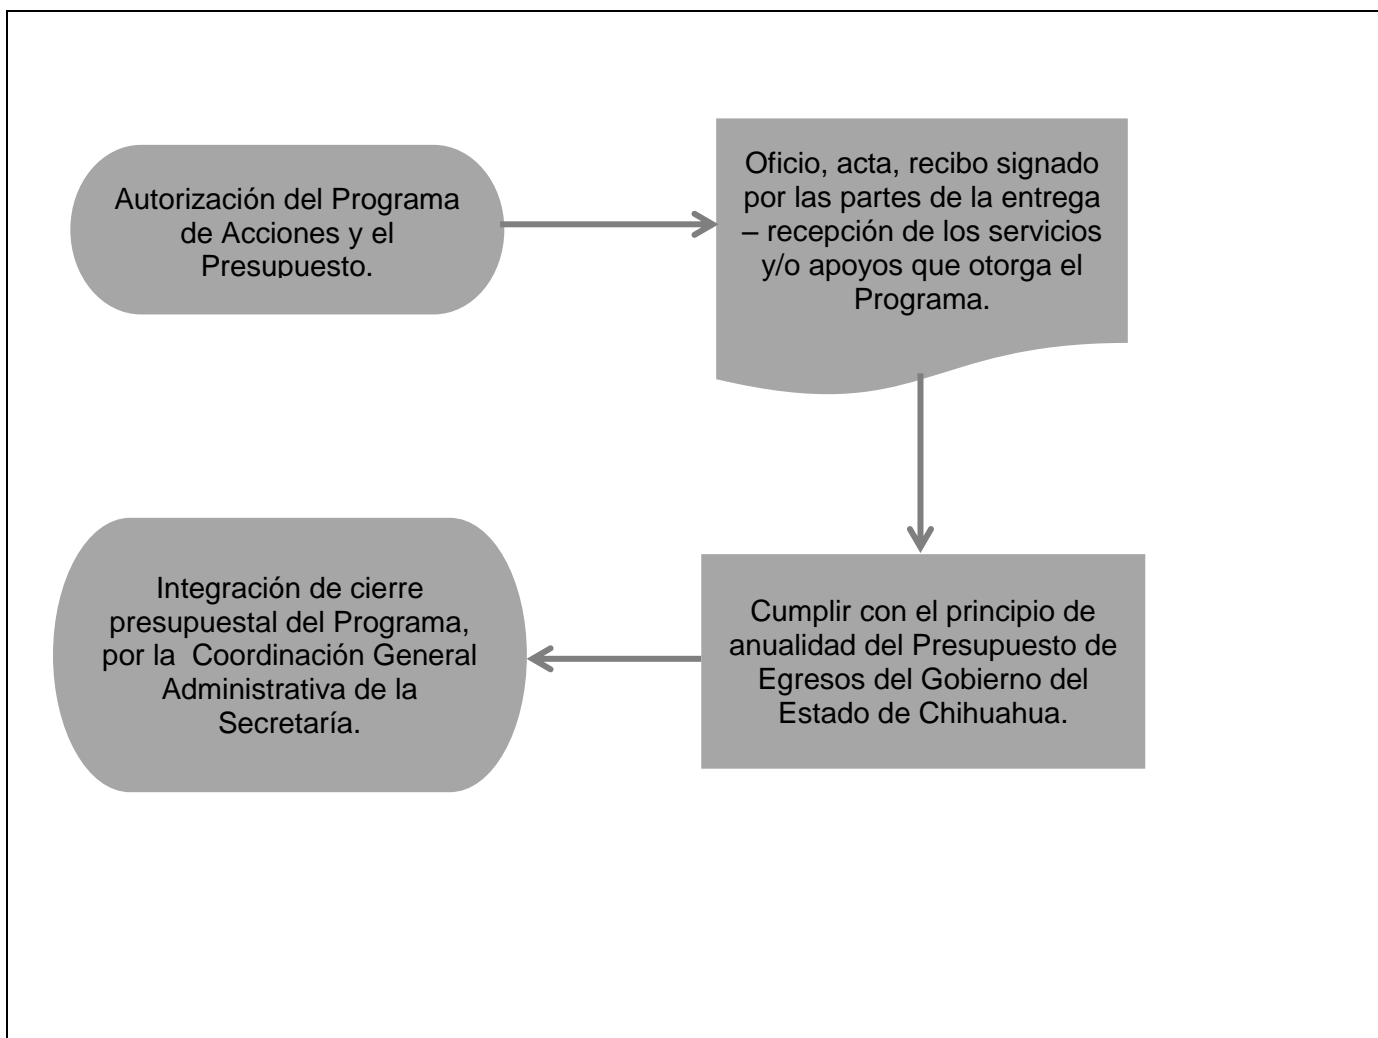 Autorización del Programa
de Acciones y el
Presupuesto.
Oficio, acta, recibo signado
por las partes de la entrega
– recepción de los servicios
y/o apoyos que otorga el
Programa.
Cumplir con el principio de
anualidad del Presupuesto de
Egresos del Gobierno del
Estado de Chihuahua.
Integración de cierre
presupuestal del Programa,
por la  Coordinación General
Administrativa de la
Secretaría.